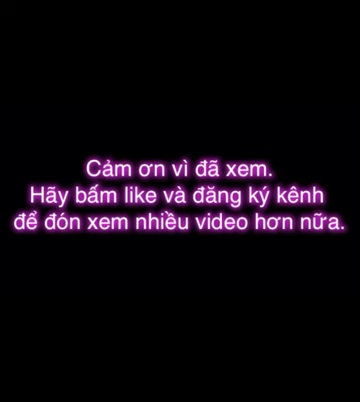 Cảm ơn vì đã xem.
Hãy bấm like và đăng ký kênh
để đón xem nhiều video hơn nữa.